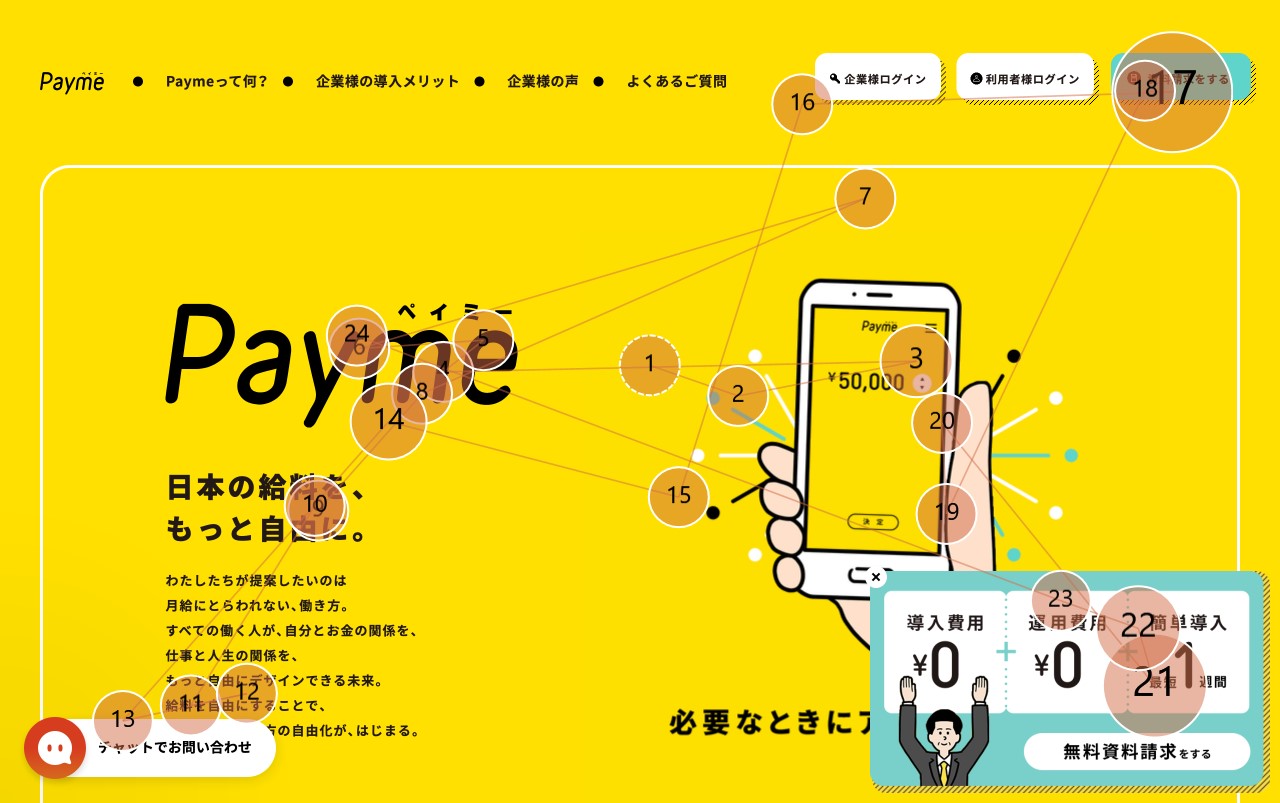 ペイミー
Payme
Paymeって何？
企業様の導入メリット
企業様の声
よくあるご質問
企業様ログイン
利用者様ログイン
資料請求をする
18
17
16
7
ペイミー
Payme
24
6
5
4
8
14
1
2
3
Payme
¥50,000
20
15
19
決定
日本の給料を、
もっと自由に。
10
9
わたしたちが提案したいのは
月給にとらわれない、働き方。
すべての働く人が、自分とお金の関係を、
仕事と人生の関係を、
もっと自由にデザインできる未来。
給料を自由にすることで、
方の自由化が、はじまる。
11
12
13
チャットでお問い合わせ
必要なときにア
×
導入費用
¥0
+
運用費用
¥0
+
簡単導入
最短1週間
23
22
21
無料資料請求をする